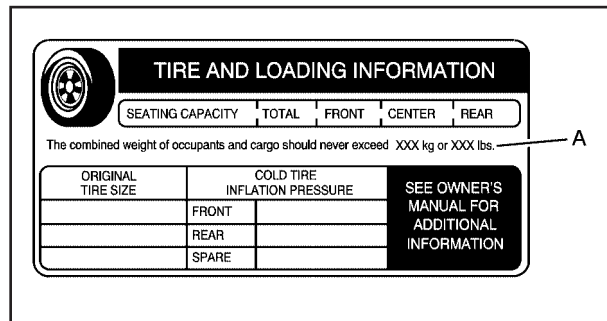 TIRE AND LOADING INFORMATION
SEATING CAPACITY TOTAL FRONT CENTER REAR
The combined weight of occupants and cargo should never exceed XXX kg or XXX lbs.
A
ORIGINAL
TIRE SIZE
COLD TIRE
INFLATION PRESSURE
FRONT
REAR
SPARE
SEE OWNER'S
MANUAL FOR
ADDITIONAL
INFORMATION